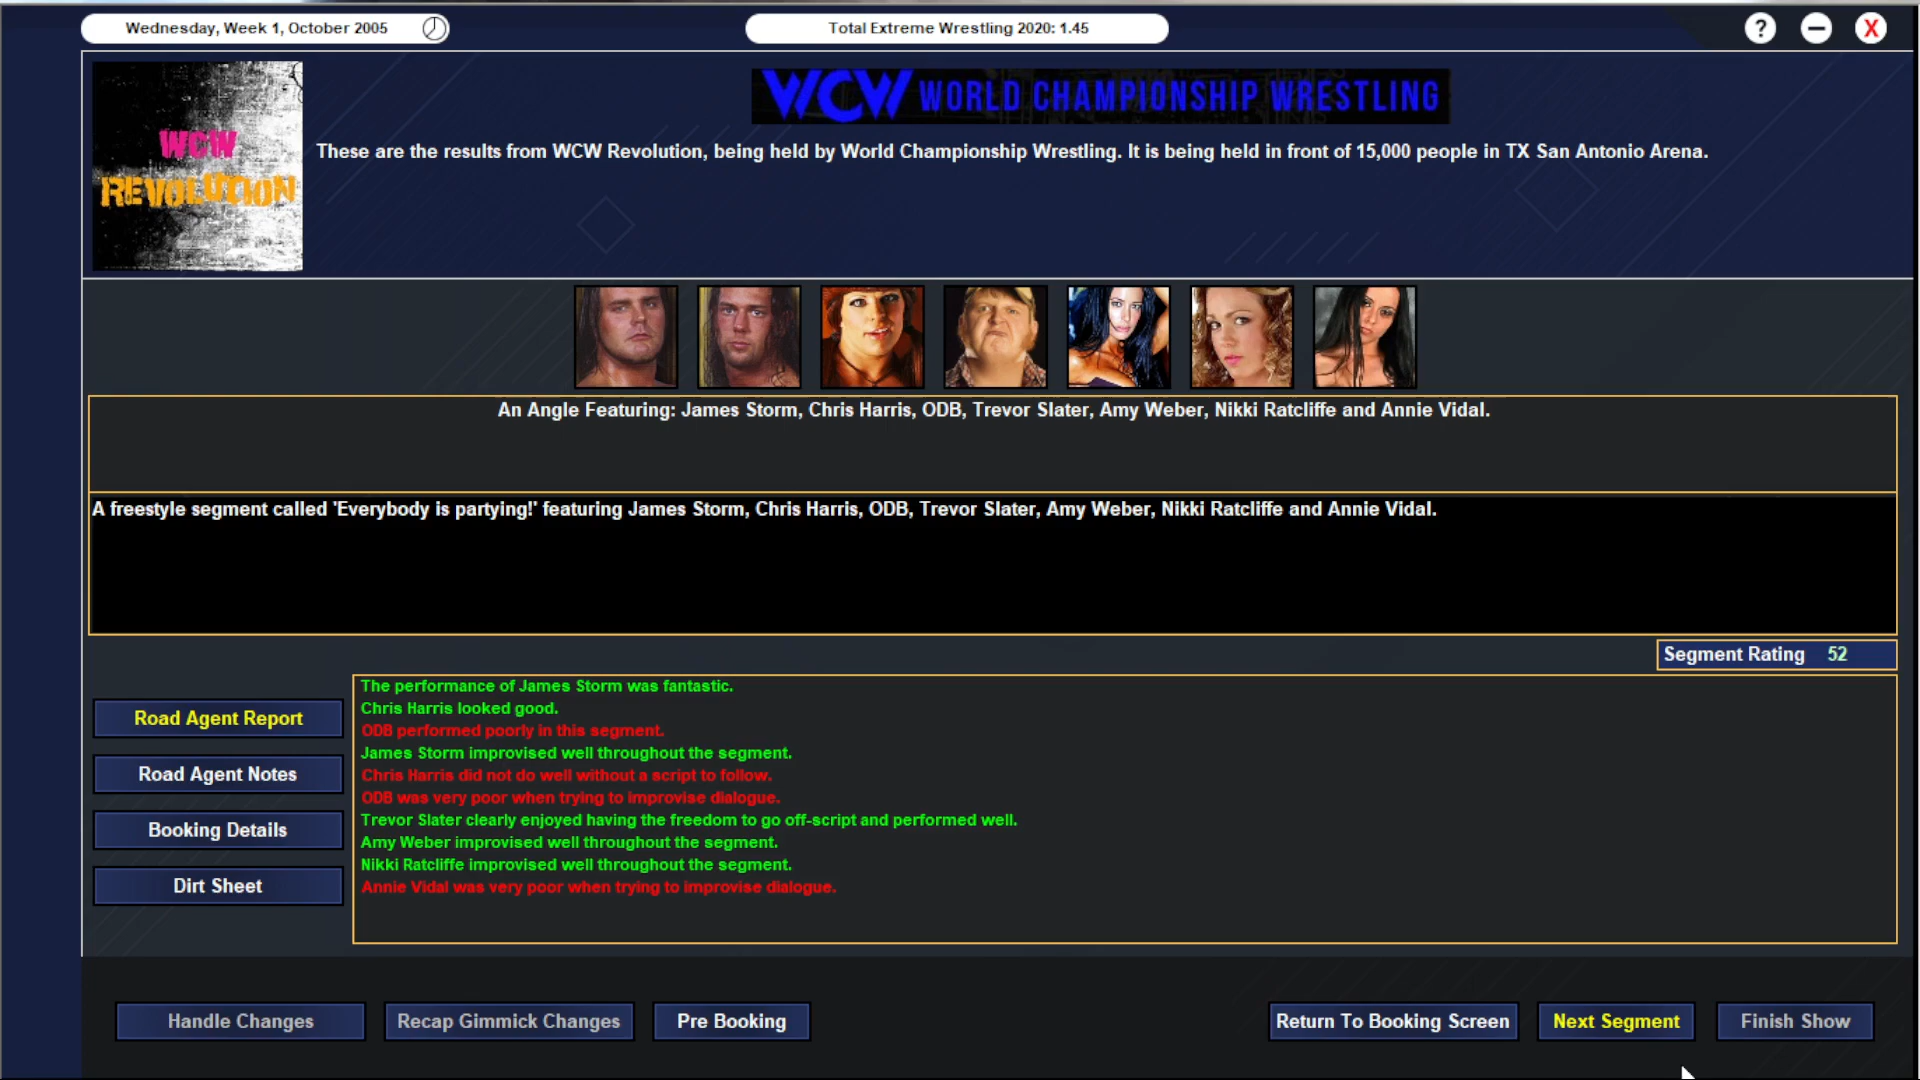 Wednesday, Week 1, October 2005
Total Extreme Wrestling 2020: 1.45
?
X
WCW WORLD CHAMPIONSHIP WRESTLING
WCW
REVOLUTION
These are the results from WCW Revolution, being held by World Championship Wrestling. It is being held in front of 15,000 people in TX San Antonio Arena.
An Angle Featuring: James Storm, Chris Harris, ODB, Trevor Slater, Amy Weber, Nikki Ratcliffe and Annie Vidal.
A freestyle segment called 'Everybody is partying!' featuring James Storm, Chris Harris, ODB, Trevor Slater, Amy Weber, Nikki Ratcliffe and Annie Vidal.
Segment Rating 52
Road Agent Report
Road Agent Notes
Booking Details
Dirt Sheet
The performance of James Storm was fantastic.
Chris Harris looked good.
ODB performed poorly in this segment.
James Storm improvised well throughout the segment.
Chris Harris did not do well without a script to follow.
ODB was very poor when trying to improvise dialogue.
Trevor Slater clearly enjoyed having the freedom to go off-script and performed well.
Amy Weber improvised well throughout the segment.
Nikki Ratcliffe improvised well throughout the segment.
Annie Vidal was very poor when trying to improvise dialogue.
Handle Changes
Recap Gimmick Changes
Pre Booking
Return To Booking Screen
Next Segment
Finish Show